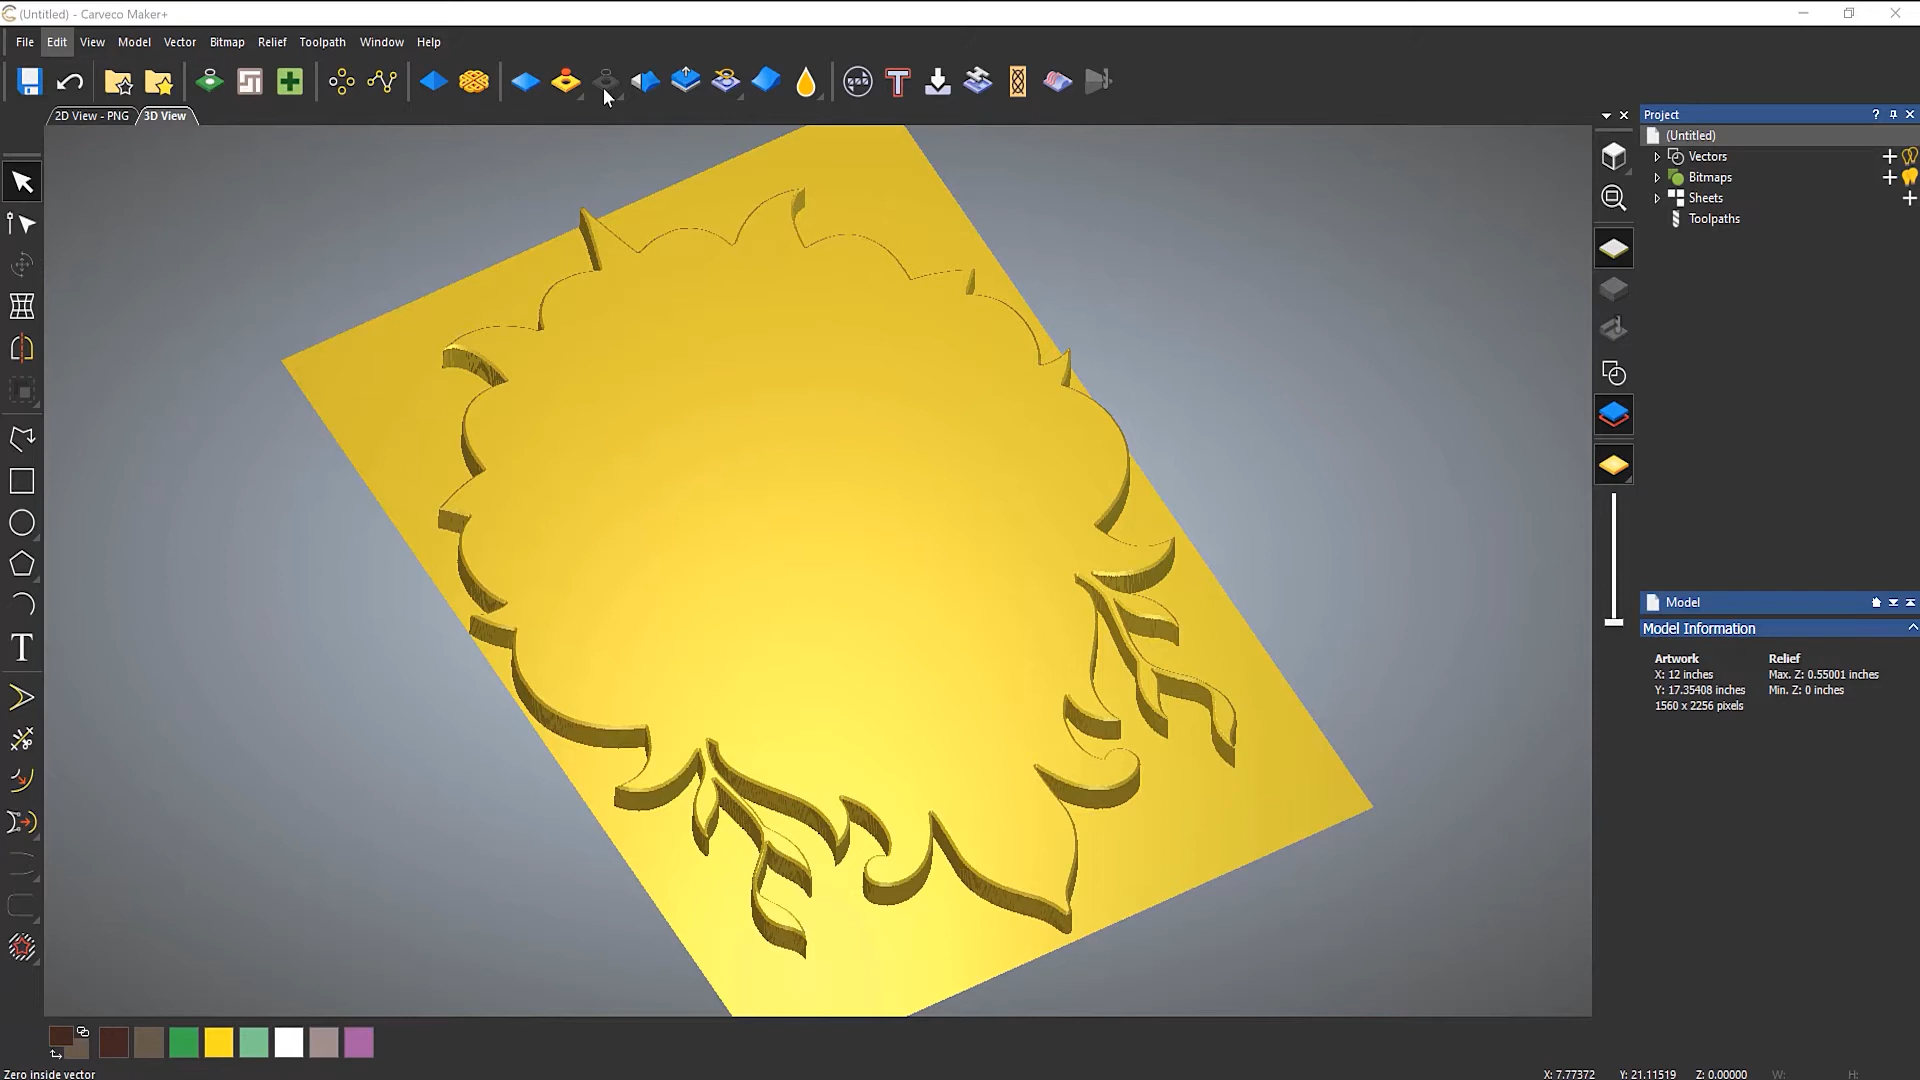 (Untitled) - Carveco Maker+
File Edit View Model Vector Bitmap Relief Toolpath Window Help
2D View - PNG 3D View
Project
(Untitled)
Vectors
Bitmaps
Sheets
Toolpaths
Model
Model Information
Artwork Relief
X: 12 inches Max. Z: 0.55001 inches
Y: 17.35408 inches Min. Z: 0 inches
1560 x 2256 pixels
Zero inside vector X: 7.77372 Y: 21.11519 Z: 0.00000 W: H: